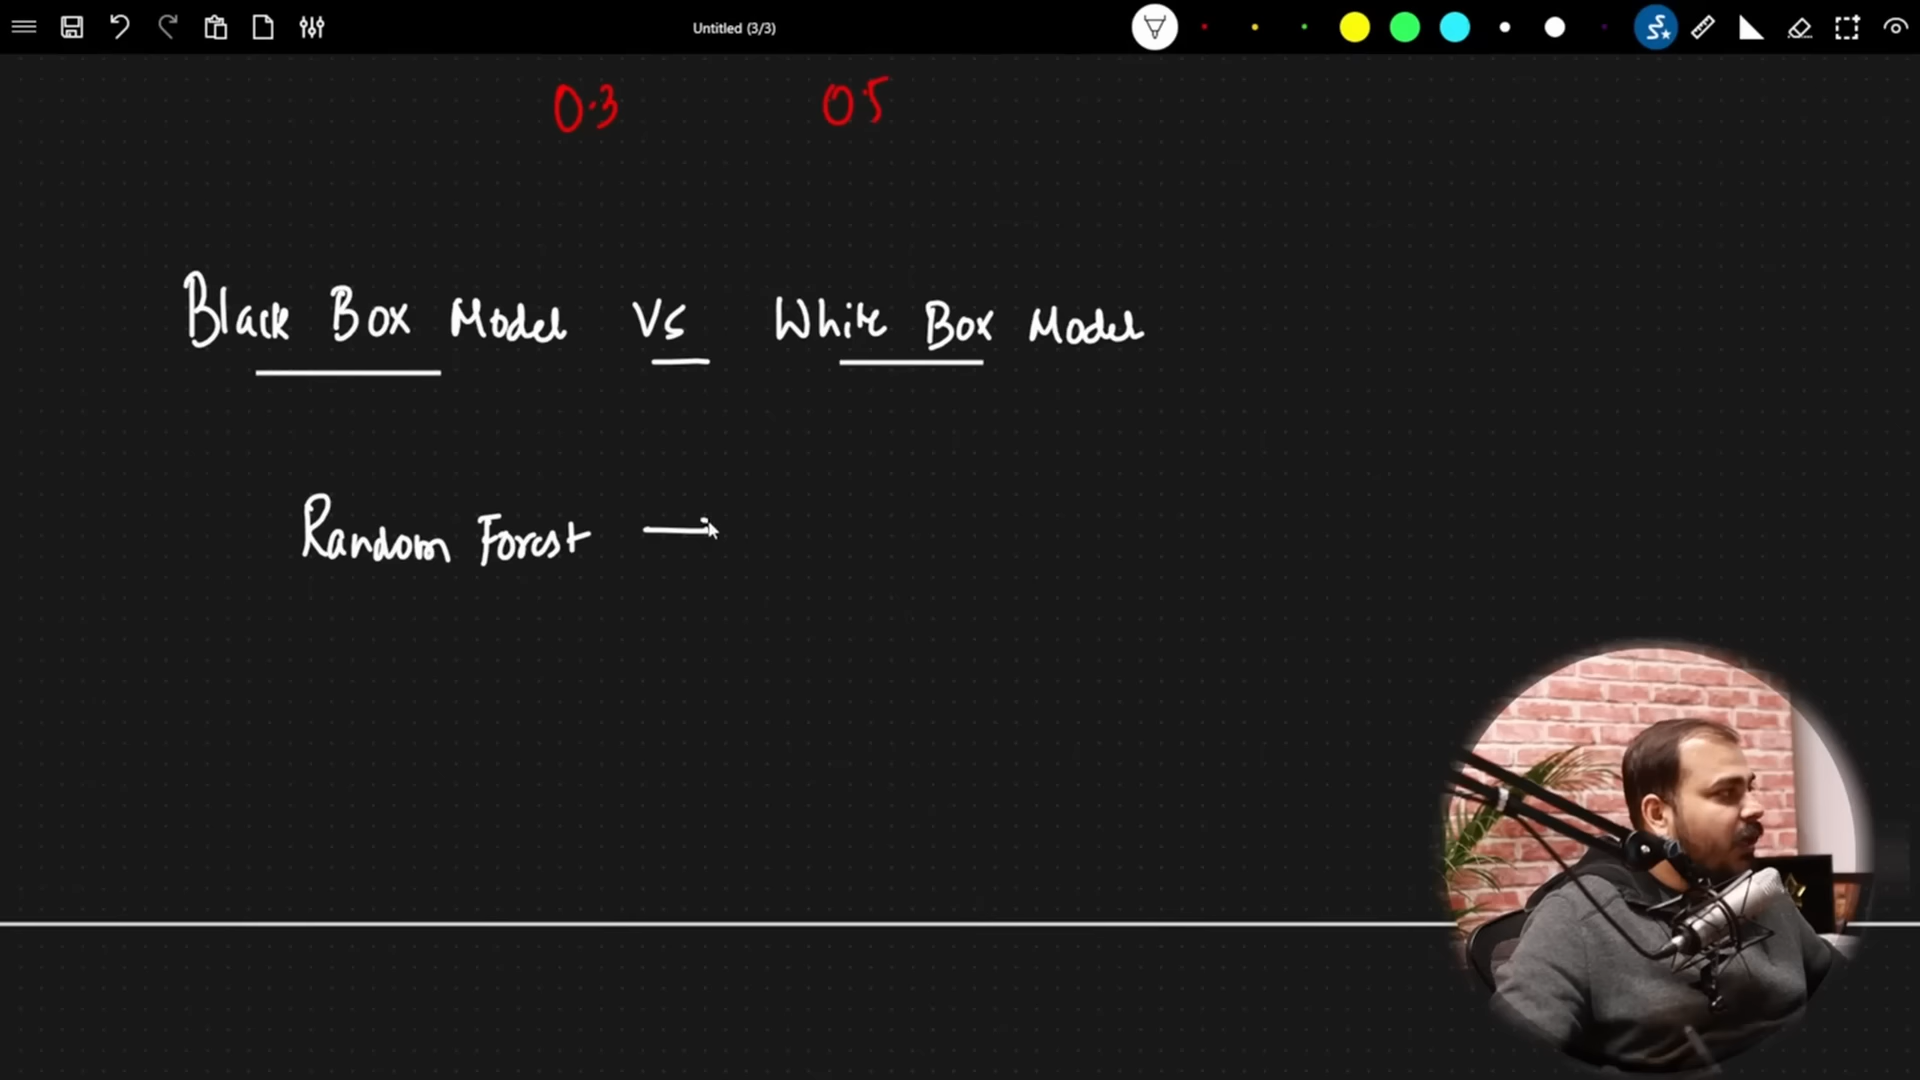 Untitled (3/3)
0.3 0.5
Black Box Model Vs White Box Model
Random Forest